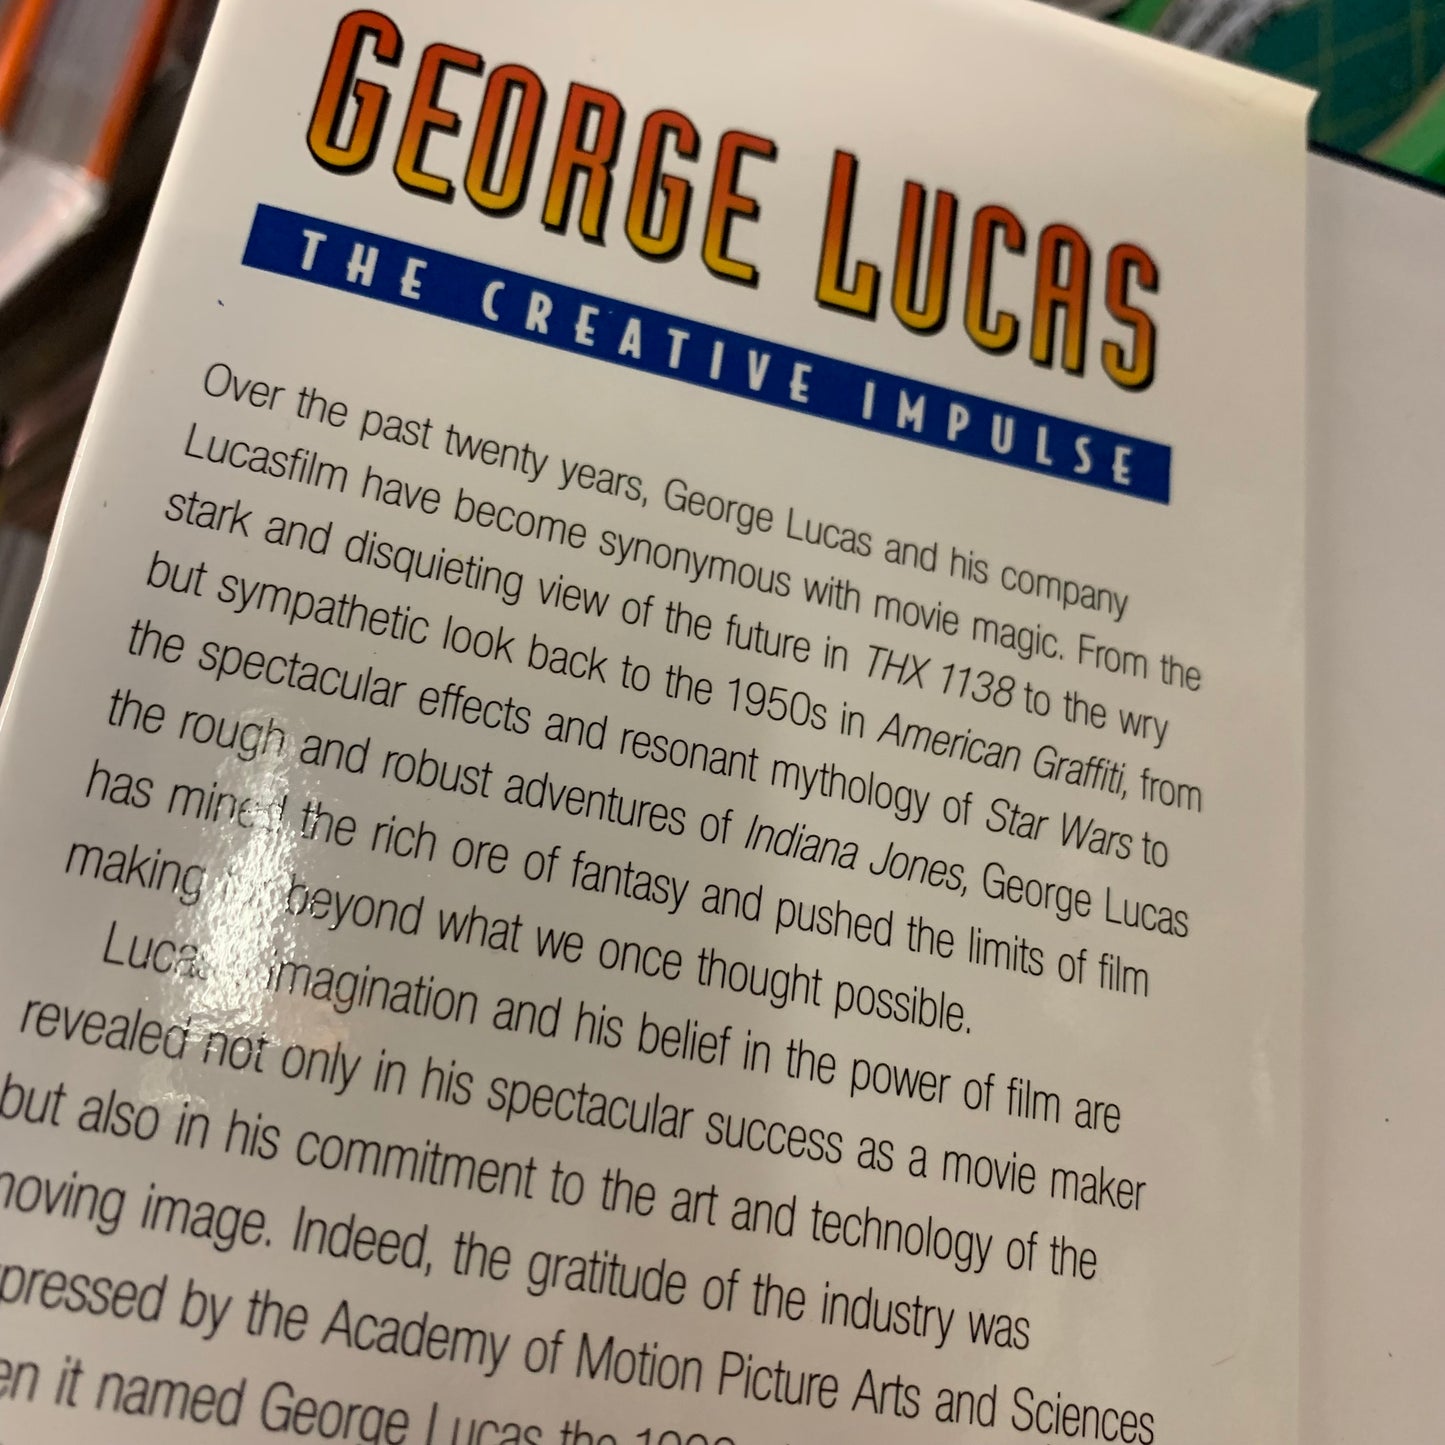 GEORGE LUCAS
THE CREATIVE IMPULSE
Over the past twenty years, George Lucas and his company
Lucasfilm have become synonymous with movie magic. From the
stark and disquieting view of the future in THX 1138 to the wry
but sympathetic look back to the 1950s in American Graffiti, from
the spectacular effects and resonant mythology of Star Wars to
the rough and robust adventures of Indiana Jones, George Lucas
has mined the rich ore of fantasy and pushed the limits of film
making beyond what we once thought possible.
imagination and his belief in the power of film are
revealed not only in his spectacular success as a movie maker
but also in his commitment to the art and technology of the
moving image. Indeed, the gratitude of the industry was
pressed by the Academy of Motion Picture Arts and Sciences
en it named George Lucas the